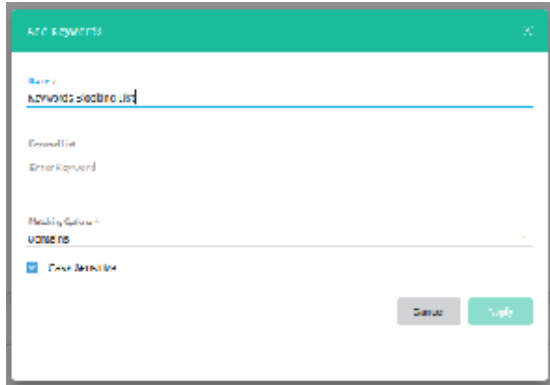 Add Keywords
Name *
Keywords Blocking List
Keyword List
Enter Keyword
Matching Options *
Contains
Case Sensitive
Cancel
Apply